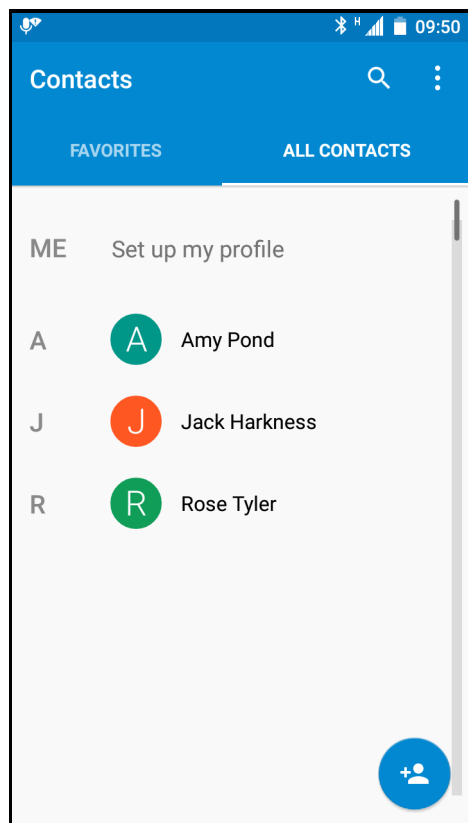 H 09:50
Contacts
FAVORITES ALL CONTACTS
ME Set up my profile
A A Amy Pond
J J Jack Harkness
R R Rose Tyler